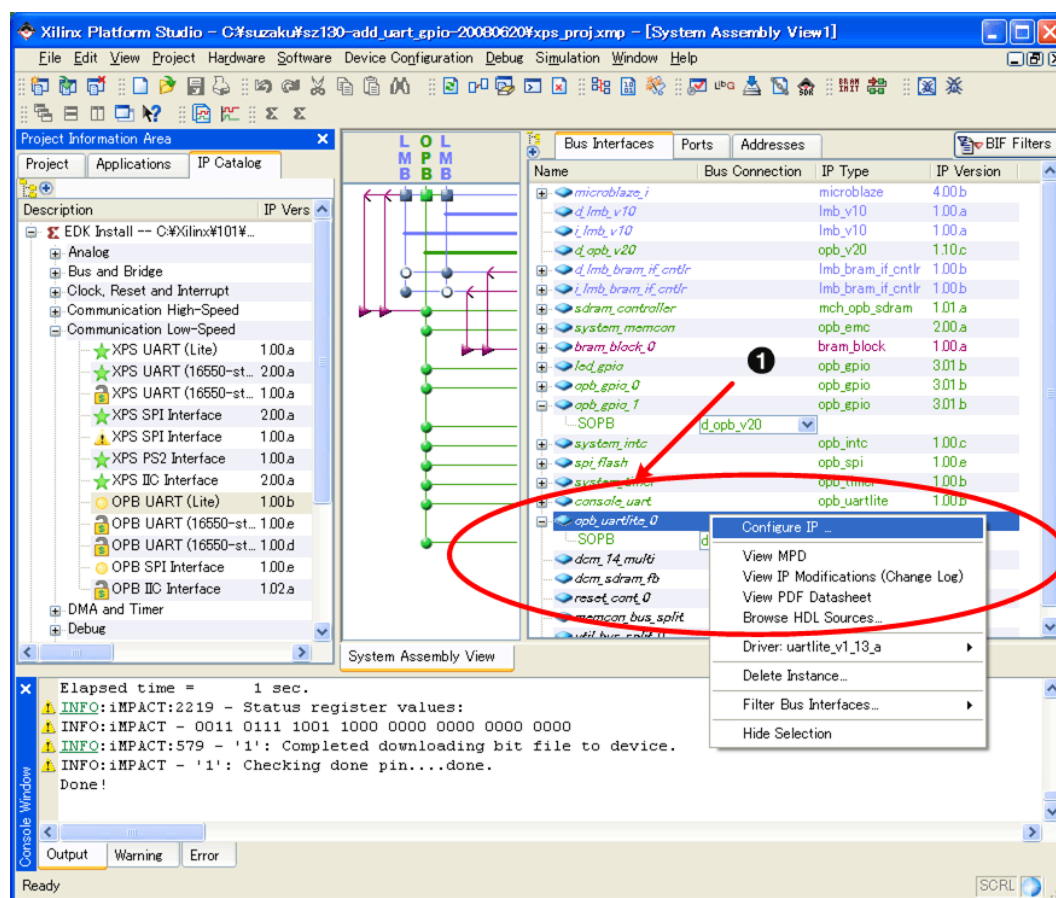 Xilinx Platform Studio - C:¥suzaku¥sz130-add_uart_gpio-20080620¥xps_proj.xmp - [System Assembly View1]
File Edit View Project Hardware Software Device Configuration Debug Simulation Window Help
Project Information Area
Project Applications IP Catalog
Description IP Vers
EDK Install -- C:¥Xilinx¥101¥...
Analog
Bus and Bridge
Clock, Reset and Interrupt
Communication High-Speed
Communication Low-Speed
XPS UART (Lite) 1.00.a
XPS UART (16550-st... 2.00.a
XPS UART (16550-st... 1.00.a
XPS SPI Interface 2.00.a
XPS SPI Interface 1.00.a
XPS PS2 Interface 1.00.a
XPS IIC Interface 2.00.a
OPB UART (Lite) 1.00.b
OPB UART (16550-st... 1.00.e
OPB UART (16550-st... 1.00.d
OPB SPI Interface 1.00.e
OPB IIC Interface 1.02.a
DMA and Timer
Debug
L O L
M P M
B B B
Bus Interfaces Ports Addresses BIF Filters
Name Bus Connection IP Type IP Version
microblaze_i microblaze 4.00.b
d_lmb_v10 lmb_v10 1.00.a
i_lmb_v10 lmb_v10 1.00.a
d_opb_v20 opb_v20 1.10.c
d_lmb_bram_if_cntlr lmb_bram_if_cntlr 1.00.b
i_lmb_bram_if_cntlr lmb_bram_if_cntlr 1.00.b
sdram_controller mch_opb_sdram 1.01.a
system_memcon opb_emc 2.00.a
bram_block_0 bram_block 1.00.a
led_gpio opb_gpio 3.01.b
opb_gpio_0 opb_gpio 3.01.b
opb_gpio_1 opb_gpio 3.01.b
SOPB d_opb_v20
system_intc opb_intc 1.00.c
spi_flash opb_spi 1.00.e
system_timer opb_timer 1.00.b
console_uart opb_uartlite 1.00.b
opb_uartlite_0
SOPB d
dcm_14_multi
dcm_sdram_fb
reset_cont_0
memcon_bus_split
util_bus_split_0
❶
Configure IP ...
View MPD
View IP Modifications (Change Log)
View PDF Datasheet
Browse HDL Sources...
Driver: uartlite_v1_13_a
Delete Instance...
Filter Bus Interfaces...
Hide Selection
System Assembly View
Elapsed time = 1 sec.
INFO:iMPACT:2219 - Status register values:
INFO:iMPACT - 0011 0111 1001 1000 0000 0000 0000 0000
INFO:iMPACT:579 - '1': Completed downloading bit file to device.
INFO:iMPACT - '1': Checking done pin....done.
Done!
Console Window
Output Warning Error
Ready SCRL